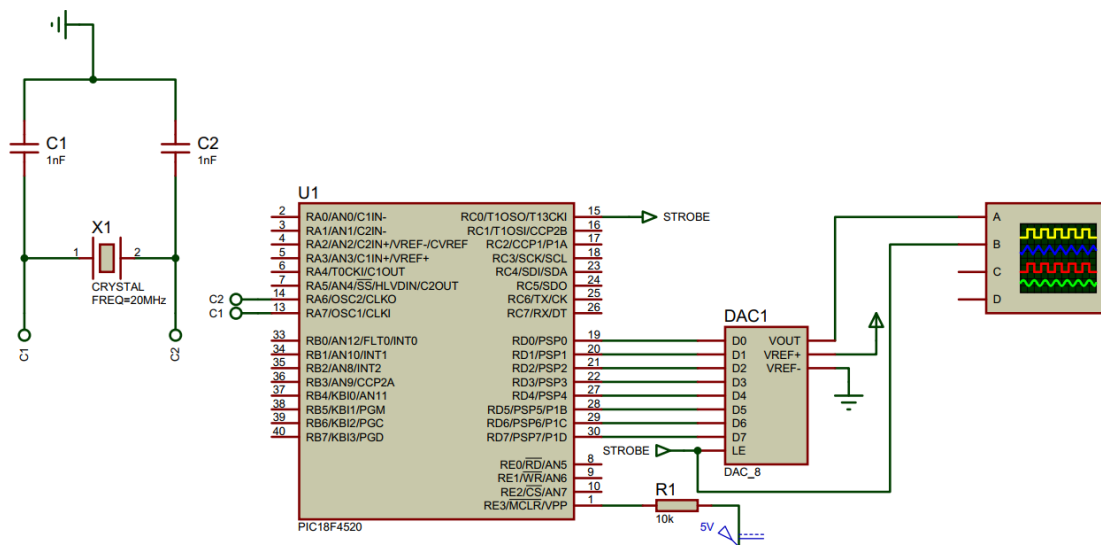 C1
1nF
C2
1nF
X1
1
2
CRYSTAL
FREQ=20MHz
C1
C2
C2
C1
U1
2 RA0/AN0/C1IN-
3 RA1/AN1/C2IN-
4 RA2/AN2/C2IN+/VREF-/CVREF
5 RA3/AN3/C1IN+/VREF+
6 RA4/T0CKI/C1OUT
7 RA5/AN4/SS/HLVDIN/C2OUT
14 RA6/OSC2/CLKO
13 RA7/OSC1/CLKI
33 RB0/AN12/FLT0/INT0
34 RB1/AN10/INT1
35 RB2/AN8/INT2
36 RB3/AN9/CCP2A
37 RB4/KBI0/AN11
38 RB5/KBI1/PGM
39 RB6/KBI2/PGC
40 RB7/KBI3/PGD
RC0/T1OSO/T13CKI 15
RC1/T1OSI/CCP2B 16
RC2/CCP1/P1A 17
RC3/SCK/SCL 18
RC4/SDI/SDA 23
RC5/SDO 24
RC6/TX/CK 25
RC7/RX/DT 26
RD0/PSP0 19
RD1/PSP1 20
RD2/PSP2 21
RD3/PSP3 22
RD4/PSP4 27
RD5/PSP5/P1B 28
RD6/PSP6/P1C 29
RD7/PSP7/P1D 30
RE0/RD/AN5 8
RE1/WR/AN6 9
RE2/CS/AN7 10
RE3/MCLR/VPP 1
PIC18F4520
STROBE
STROBE
R1
10k
5V
DAC1
D0
D1
D2
D3
D4
D5
D6
D7
LE
VOUT
VREF+
VREF-
DAC_8
A
B
C
D